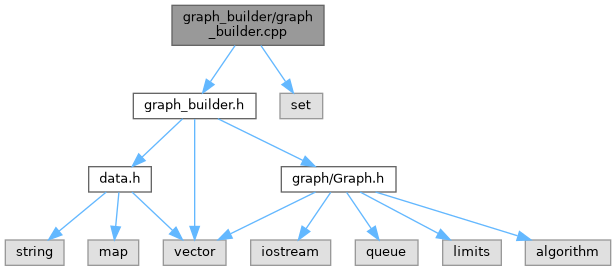 graph_builder/graph
_builder.cpp
graph_builder.h
set
data.h
graph/Graph.h
string
map
vector
iostream
queue
limits
algorithm